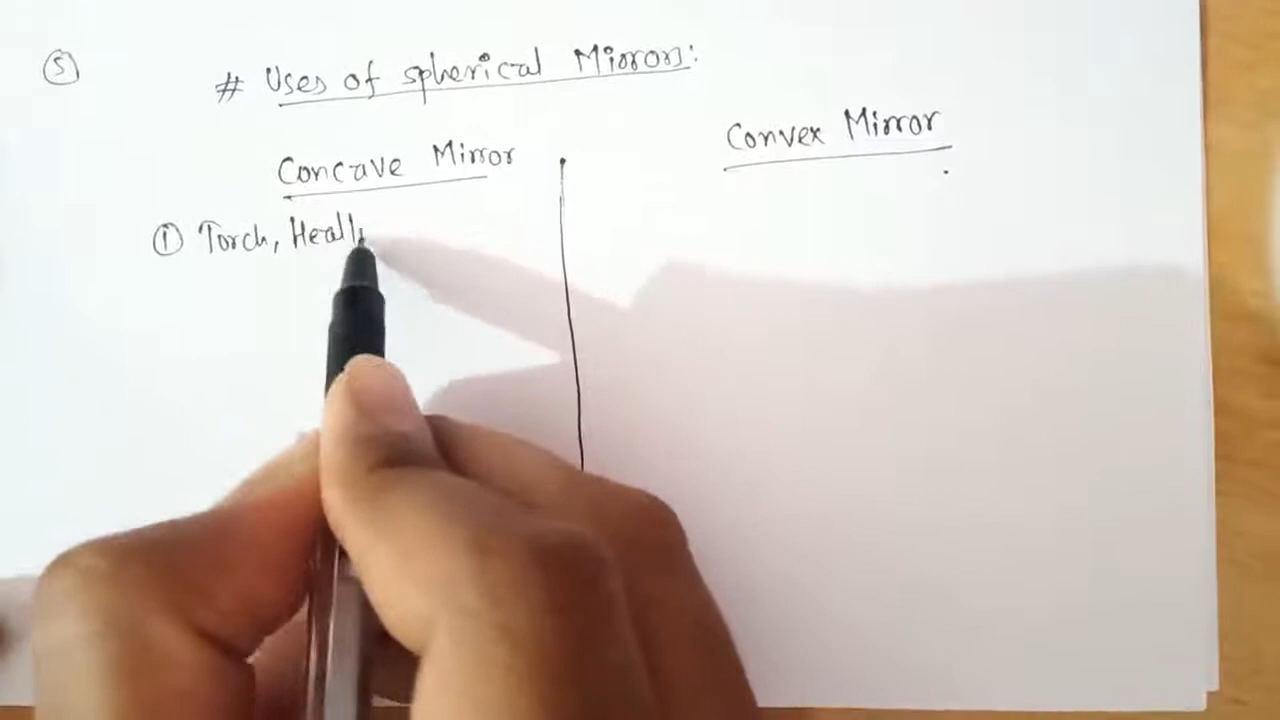 5
# Uses of spherical Mirrors:
Concave Mirror
Convex Mirror
① Torch,